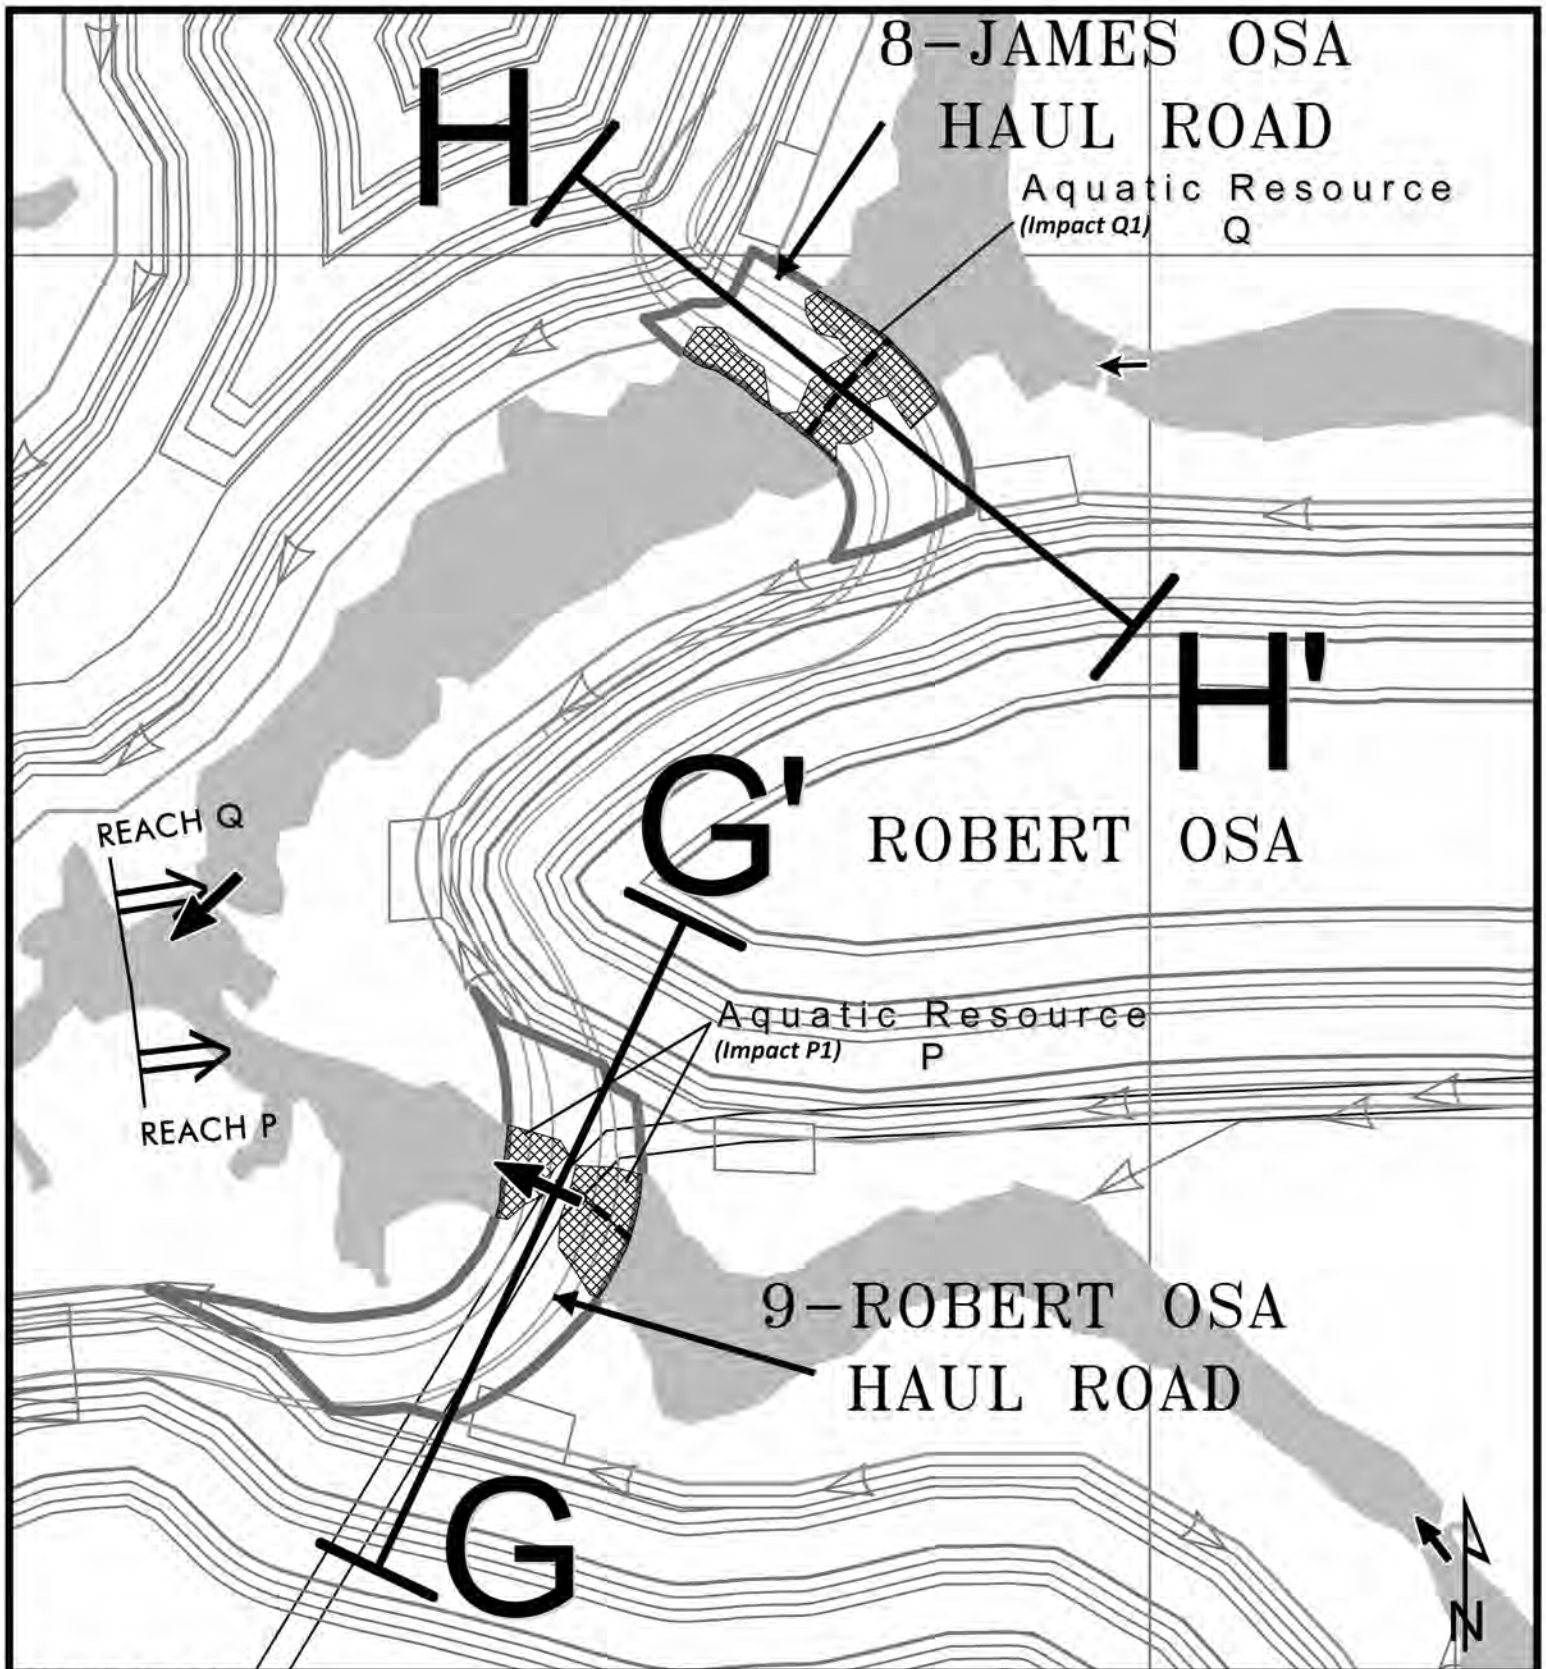 8-JAMES OSA
HAUL ROAD
H
Aquatic Resource
(Impact Q1) Q
H'
G'
ROBERT OSA
REACH Q
Aquatic Resource
(Impact P1) P
REACH P
9-ROBERT OSA
HAUL ROAD
G
N